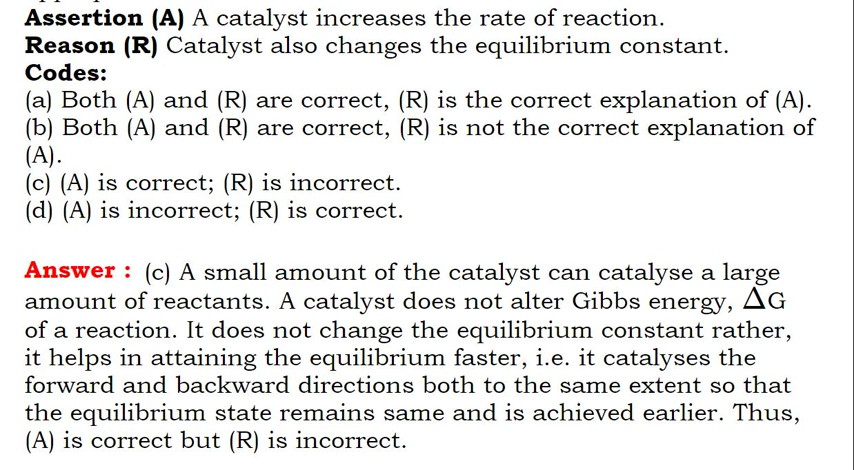 Assertion (A) A catalyst increases the rate of reaction.
Reason (R) Catalyst also changes the equilibrium constant.
Codes:
(a) Both (A) and (R) are correct, (R) is the correct explanation of (A).
(b) Both (A) and (R) are correct, (R) is not the correct explanation of
(A).
(c) (A) is correct; (R) is incorrect.
(d) (A) is incorrect; (R) is correct.
Answer : (c) A small amount of the catalyst can catalyse a large
amount of reactants. A catalyst does not alter Gibbs energy, ΔG
of a reaction. It does not change the equilibrium constant rather,
it helps in attaining the equilibrium faster, i.e. it catalyses the
forward and backward directions both to the same extent so that
the equilibrium state remains same and is achieved earlier. Thus,
(A) is correct but (R) is incorrect.